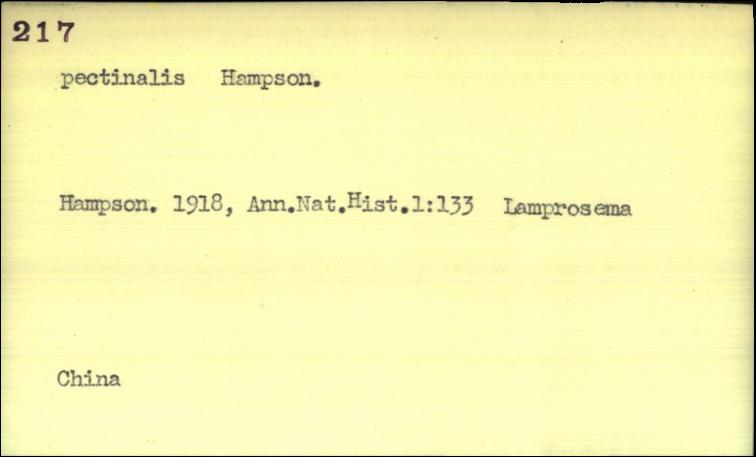 217
pectinalis Hampson.
Hampson. 1918, Ann.Nat.Hist.1:133 Lamprosema
China